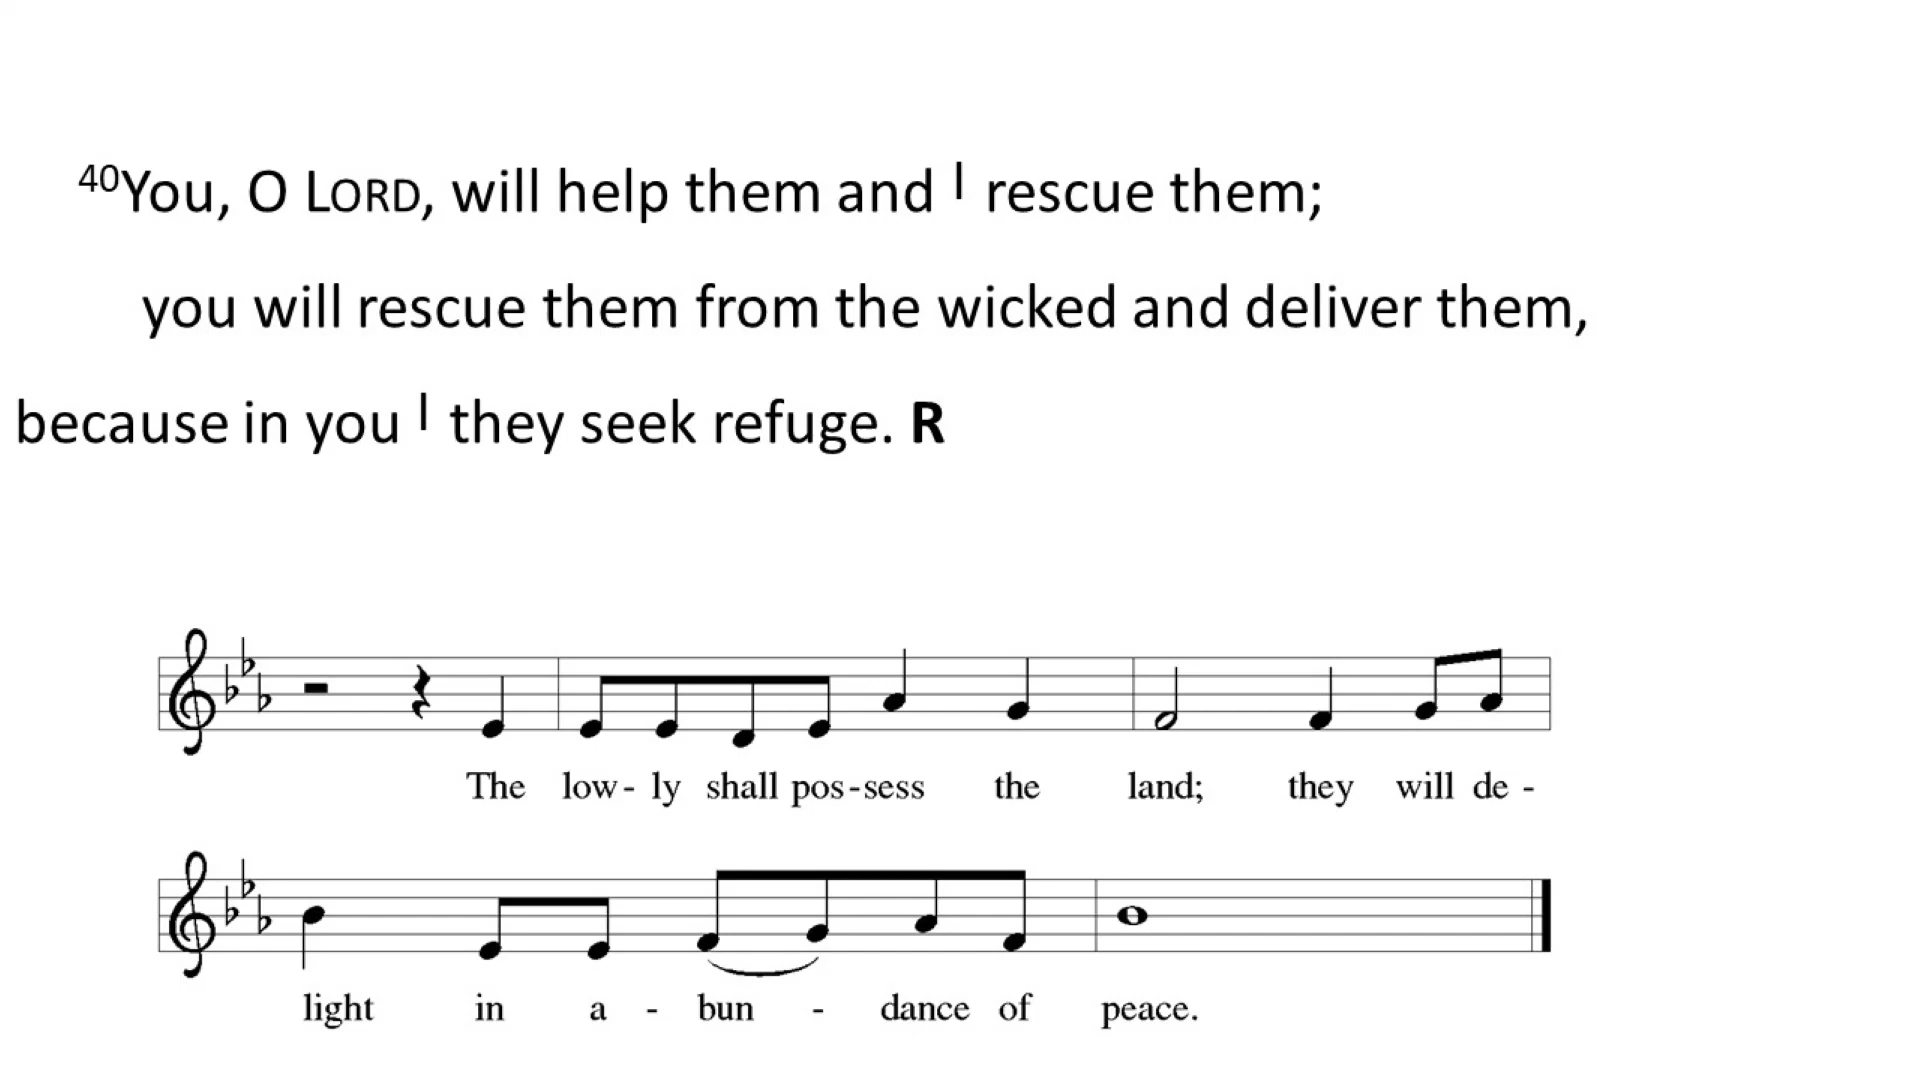 40You, O LORD, will help them and | rescue them;
you will rescue them from the wicked and deliver them,
because in you | they seek refuge. R
The low- ly shall pos-sess the land; they will de -
light in a - bun - dance of peace.